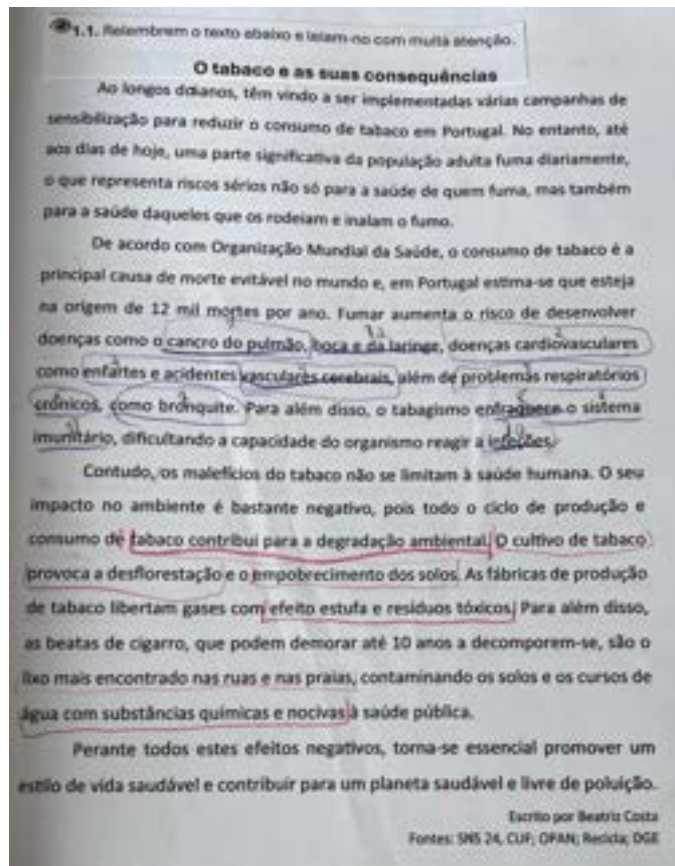 1.1. Relembrem o texto abaixo e leiam-no com muita atenção.
O tabaco e as suas consequências
Ao longos do anos, têm vindo a ser implementadas várias campanhas de
sensibilização para reduzir o consumo de tabaco em Portugal. No entanto, até
aos dias de hoje, uma parte significativa da população adulta fuma diariamente,
o que representa riscos sérios não só para a saúde de quem fuma, mas também
para a saúde daqueles que os rodeiam e inalam o fumo.
De acordo com Organização Mundial da Saúde, o consumo de tabaco é a
principal causa de morte evitável no mundo e, em Portugal estima-se que esteja
na origem de 12 mil mortes por ano. Fumar aumenta o risco de desenvolver
doenças como o cancro do pulmão, boca e da laringe, doenças cardiovasculares
como enfartes e acidentes vasculares cerebrais, além de problemas respiratórios
crónicos, como bronquite. Para além disso, o tabagismo enfraquece o sistema
imunitário, dificultando a capacidade do organismo reagir a infeções.
Contudo, os malefícios do tabaco não se limitam à saúde humana. O seu
impacto no ambiente é bastante negativo, pois todo o ciclo de produção e
consumo de tabaco contribui para a degradação ambiental. O cultivo de tabaco
provoca a desflorestação e o empobrecimento dos solos. As fábricas de produção
de tabaco libertam gases com efeito estufa e resíduos tóxicos. Para além disso,
as beatas de cigarro, que podem demorar até 10 anos a decomporem-se, são o
lixo mais encontrado nas ruas e nas praias, contaminando os solos e os cursos de
água com substâncias químicas e nocivas à saúde pública.
Perante todos estes efeitos negativos, torna-se essencial promover um
estilo de vida saudável e contribuir para um planeta saudável e livre de poluição.
Escrito por Beatriz Costa
Fontes: SNS 24, CUF; OPAN; Recicla; DGE